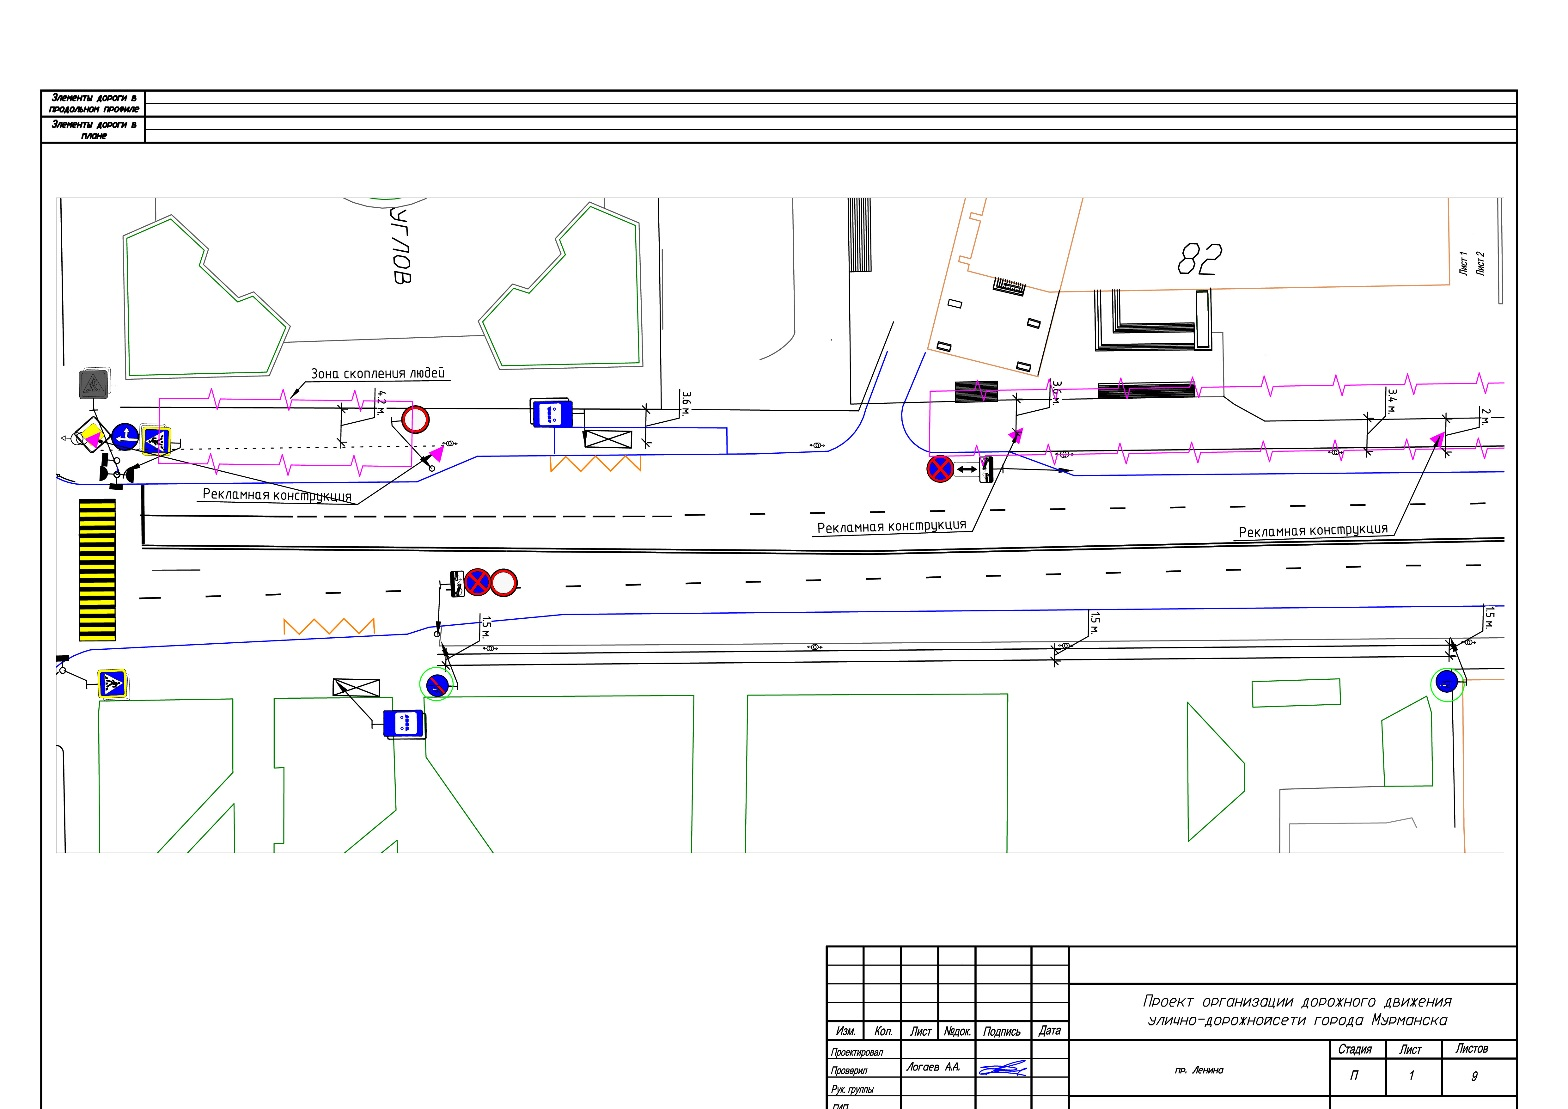 Элементы дороги в
продольном профиле
Элементы дороги в
плане
УГЛОВ
82
Лист 1
Лист 2
Зона скопления людей
4.2 м.
3.6 м.
3.6 м.
3.4 м.
2 м.
Рекламная конструкция
Рекламная конструкция
Рекламная конструкция
1.5 м.
1.5 м.
1.5 м.
Проект организации дорожного движения
улично-дорожнойсети города Мурманска
Изм. Кол. Лист №док. Подпись Дата
Проектировал
Проверил Логаев А.А.
Рук. группы
ГИП
пр. Ленина
Стадия Лист Листов
П 1 9